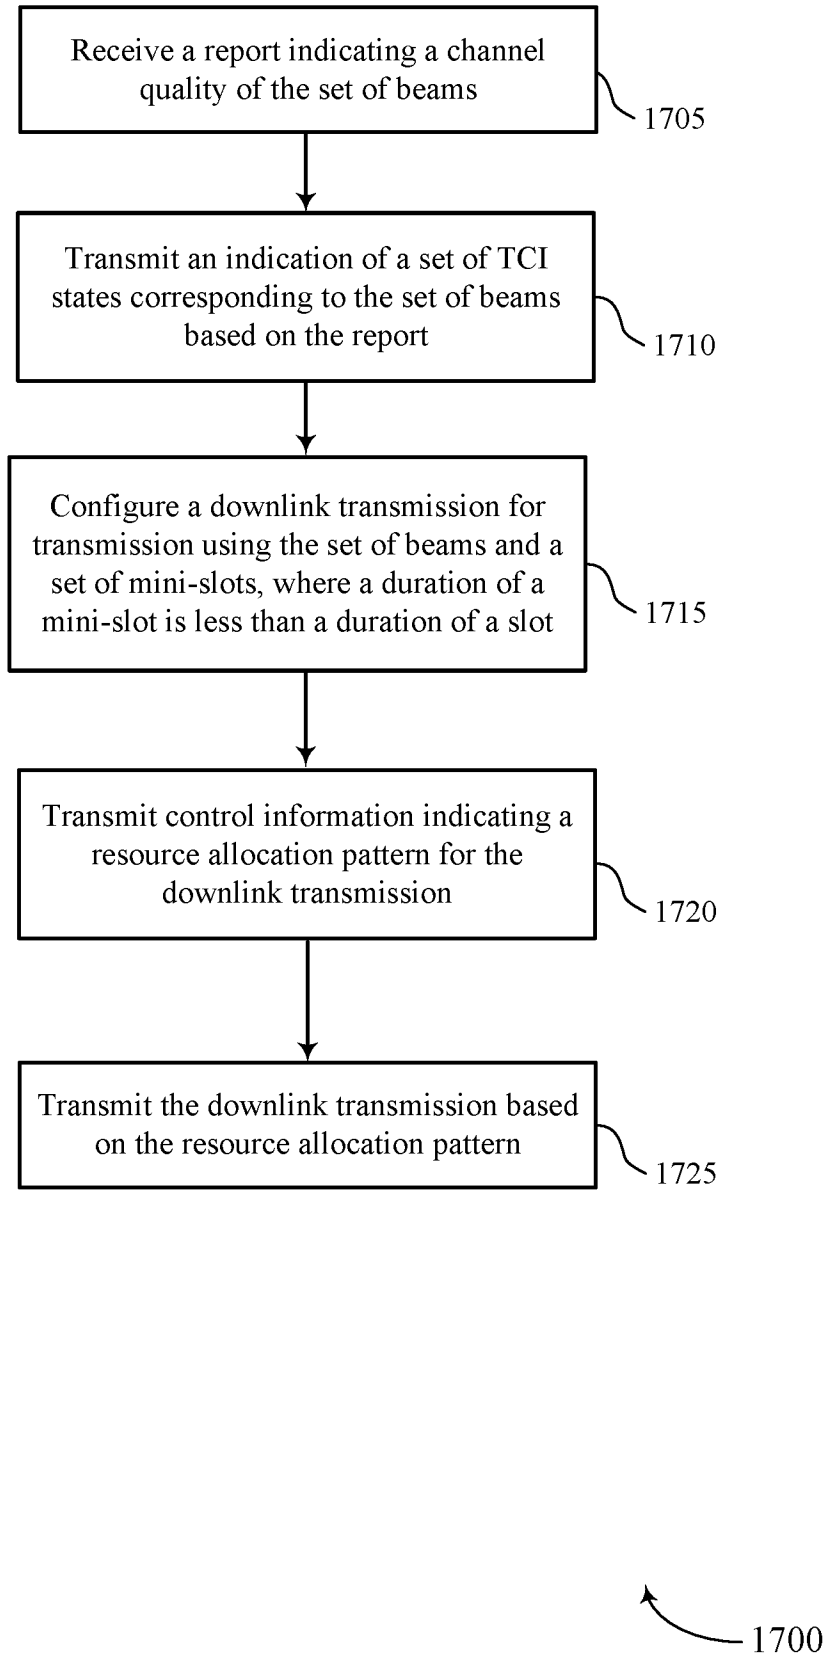 Receive a report indicating a channel
quality of the set of beams
1705
Transmit an indication of a set of TCI
states corresponding to the set of beams
based on the report
1710
Configure a downlink transmission for
transmission using the set of beams and a
set of mini-slots, where a duration of a
mini-slot is less than a duration of a slot
1715
Transmit control information indicating a
resource allocation pattern for the
downlink transmission
1720
Transmit the downlink transmission based
on the resource allocation pattern
1725
1700